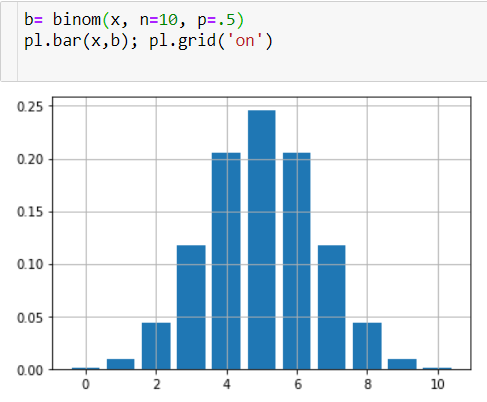 b= binom(x, n=10, p=.5)
pl.bar(x,b); pl.grid('on')
0.25
0.20
0.15
0.10
0.05
0.00
0 2 4 6 8 10